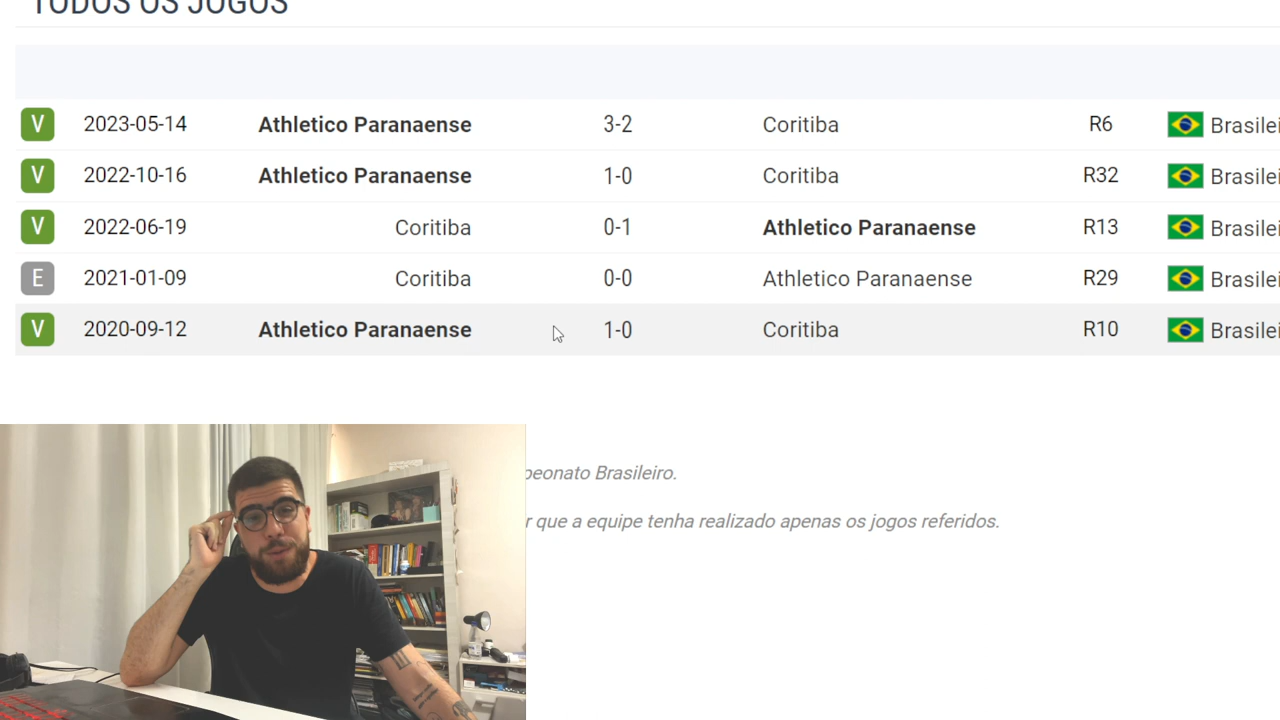 TODOS OS JOGOS
V 2023-05-14 Athletico Paranaense 3-2 Coritiba R6 Brasilei
V 2022-10-16 Athletico Paranaense 1-0 Coritiba R32 Brasilei
V 2022-06-19 Coritiba 0-1 Athletico Paranaense R13 Brasilei
E 2021-01-09 Coritiba 0-0 Athletico Paranaense R29 Brasilei
V 2020-09-12 Athletico Paranaense 1-0 Coritiba R10 Brasilei
peonato Brasileiro.
r que a equipe tenha realizado apenas os jogos referidos.